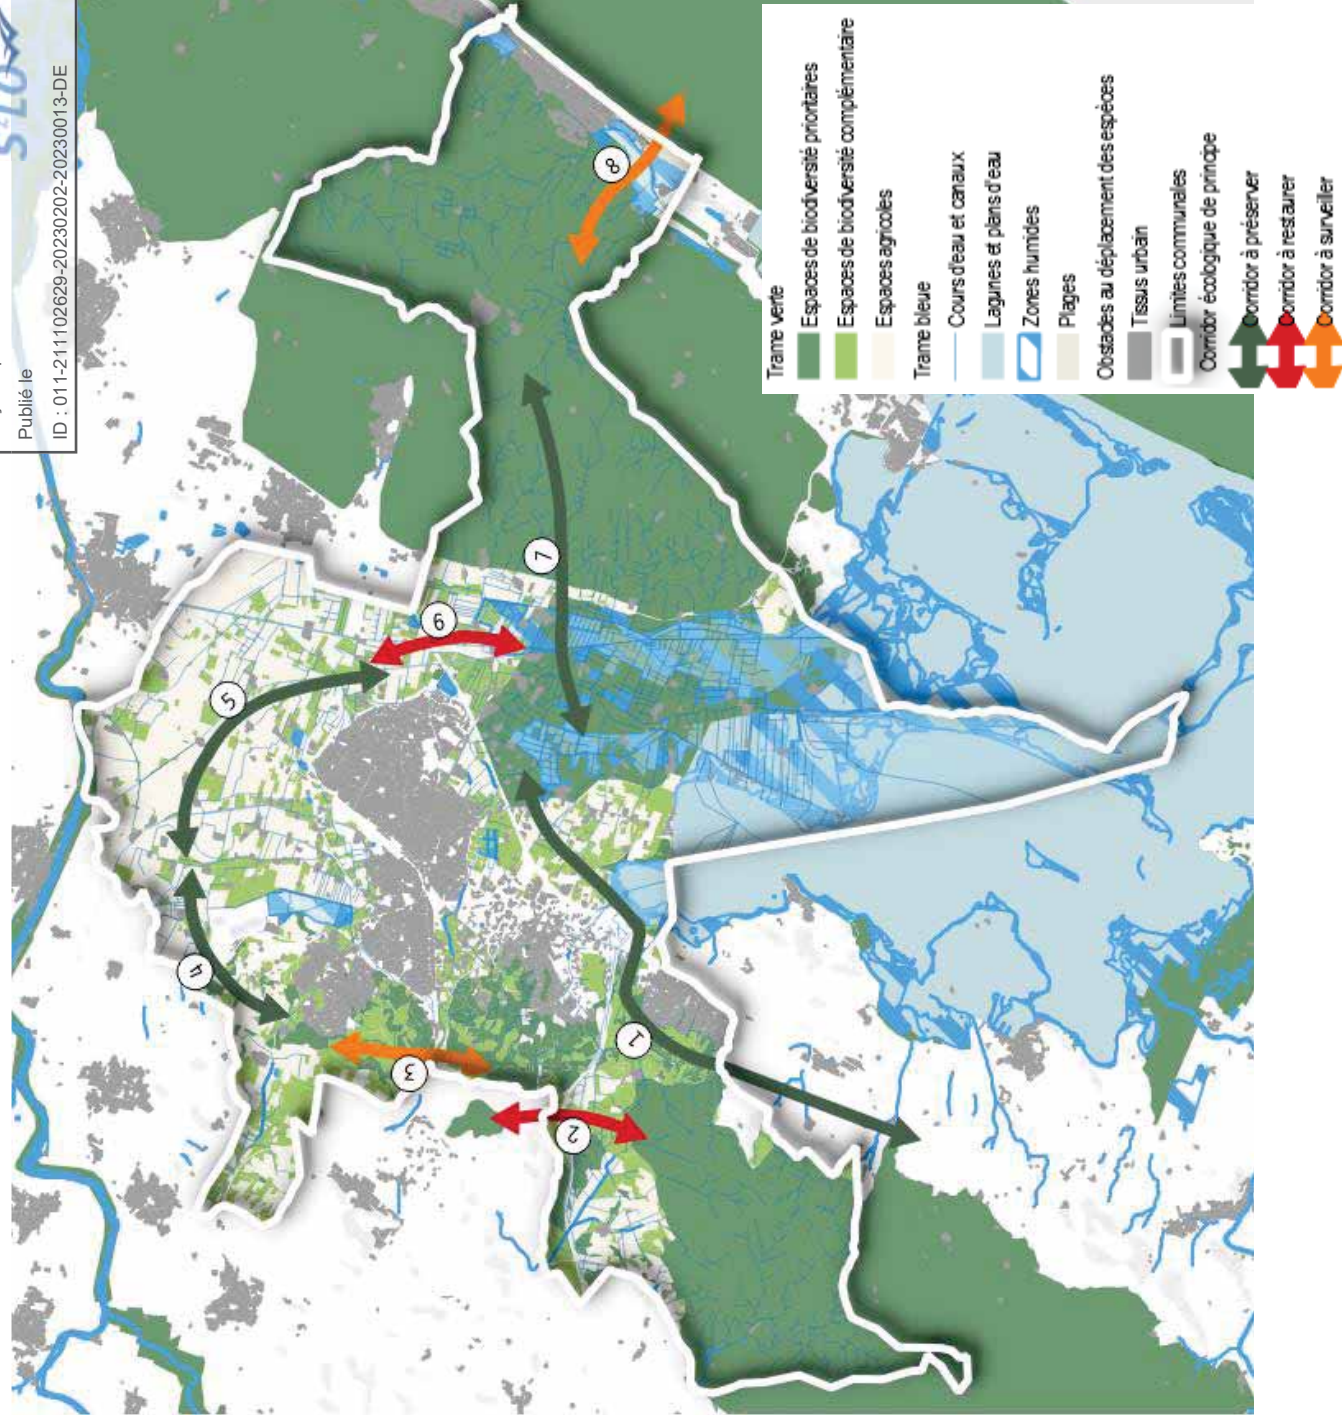 S²LO
Publié le
ID : 011-211102629-20230202-20230013-DE
Trame verte
Espaces de biodiversité prioritaires
Espaces de biodiversité complémentaire
Espaces agricoles
Trame bleue
Cours d'eau et canaux
Lagunes et plans d'eau
Zones humides
Plages
Obstacles au déplacement des espèces
Tissus urbain
Limites communales
Corridor écologique de principe
Corridor à préserver
Corridor à restaurer
Corridor à surveiller
1
2
3
4
5
6
7
8